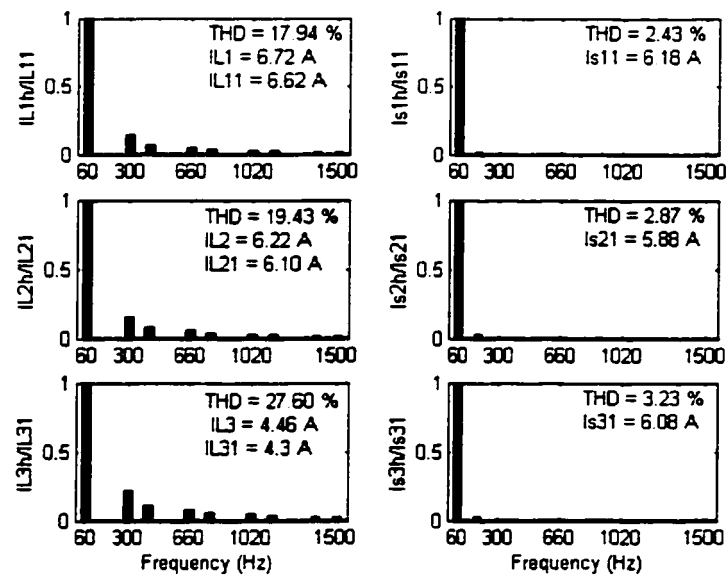 IL1h/IL11
1
0.5
0
THD = 17.94 %
IL1 = 6.72 A
IL11 = 6.62 A
60 300 660 1020 1500
Is1h/Is11
1
0.5
0
THD = 2.43 %
Is11 = 6.18 A
60 300 660 1020 1500
IL2h/IL21
1
0.5
0
THD = 19.43 %
IL2 = 6.22 A
IL21 = 6.10 A
60 300 660 1020 1500
Is2h/Is21
1
0.5
0
THD = 2.87 %
Is21 = 5.88 A
60 300 660 1020 1500
IL3h/IL31
1
0.5
0
THD = 27.60 %
IL3 = 4.46 A
IL31 = 4.3 A
60 300 660 1020 1500
Frequency (Hz)
Is3h/Is31
1
0.5
0
THD = 3.23 %
Is31 = 6.08 A
60 300 660 1020 1500
Frequency (Hz)